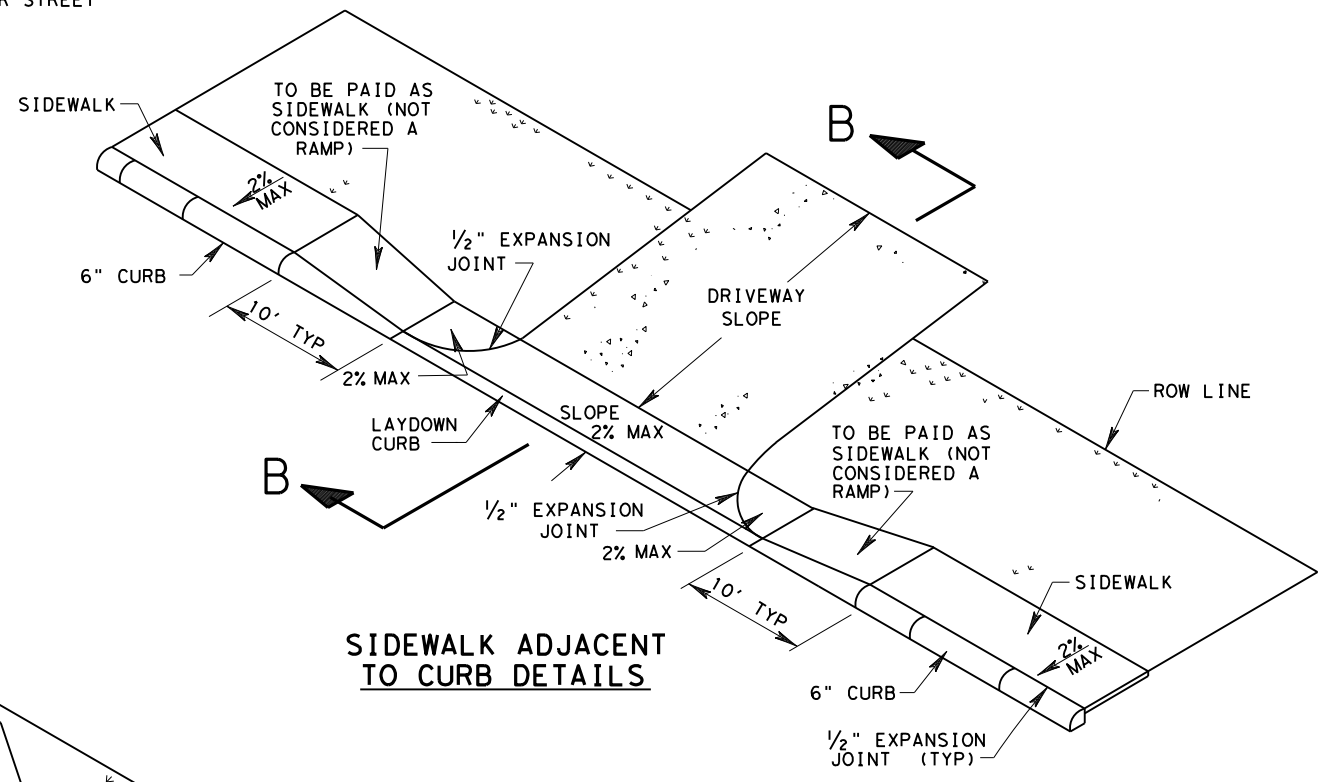 R STREET
SIDEWALK
TO BE PAID AS
SIDEWALK (NOT
CONSIDERED A
RAMP)
B
2%
MAX
1/2" EXPANSION
JOINT
6" CURB
DRIVEWAY
SLOPE
10' TYP
2% MAX
ROW LINE
LAYDOWN
CURB
SLOPE
2% MAX
TO BE PAID AS
SIDEWALK (NOT
CONSIDERED A
RAMP)
B
1/2" EXPANSION
JOINT
2% MAX
10' TYP
SIDEWALK
SIDEWALK ADJACENT
TO CURB DETAILS
2%
MAX
6" CURB
1/2" EXPANSION
JOINT (TYP)